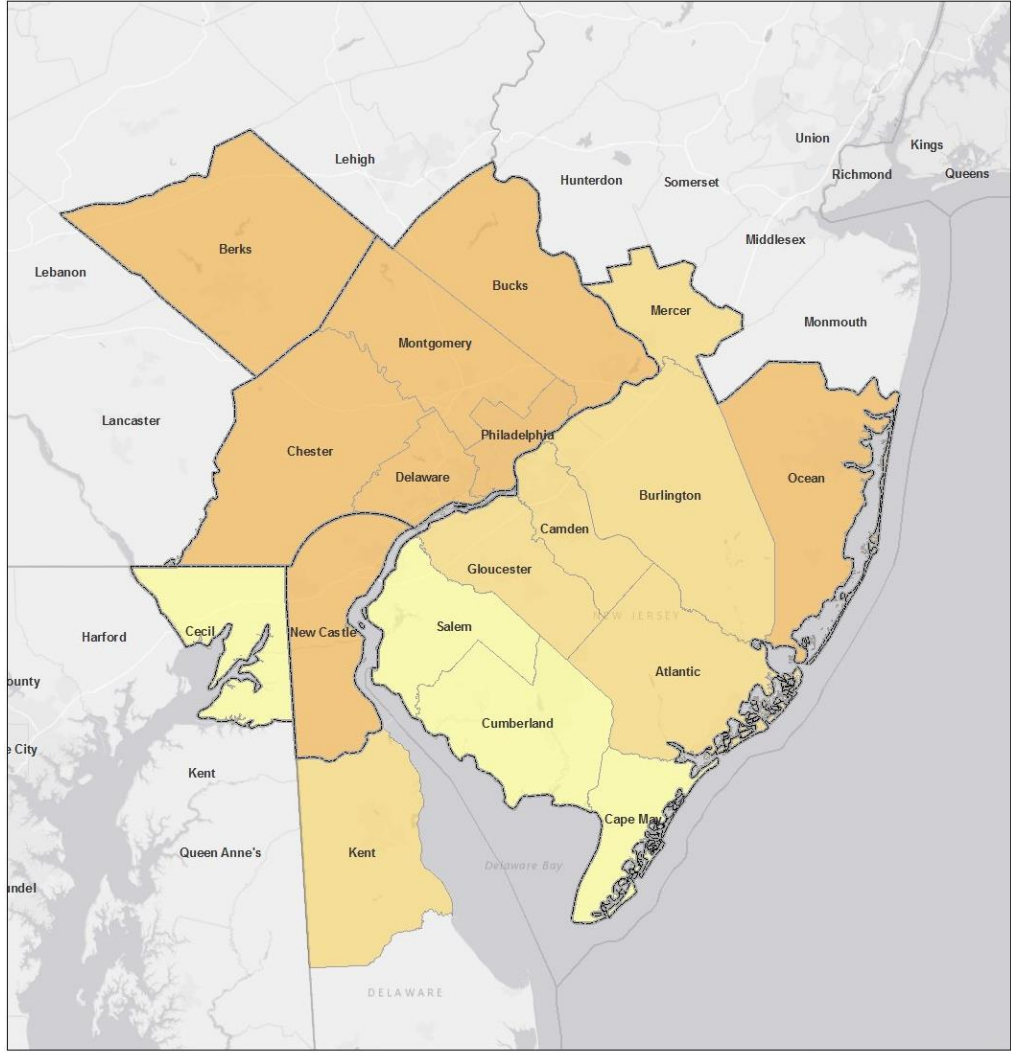 Union
Kings
Lehigh
Hunterdon
Somerset
Richmond
Queens
Middlesex
Berks
Lebanon
Bucks
Mercer
Monmouth
Montgomery
Lancaster
Philadelphia
Chester
Delaware
Ocean
Burlington
Camden
Gloucester
NEW JERSEY
Harford
Cecil
New Castle
Salem
Atlantic
ounty
Cumberland
e City
Kent
Cape May
Queen Anne's
Kent
Delaware Bay
undel
DELAWARE